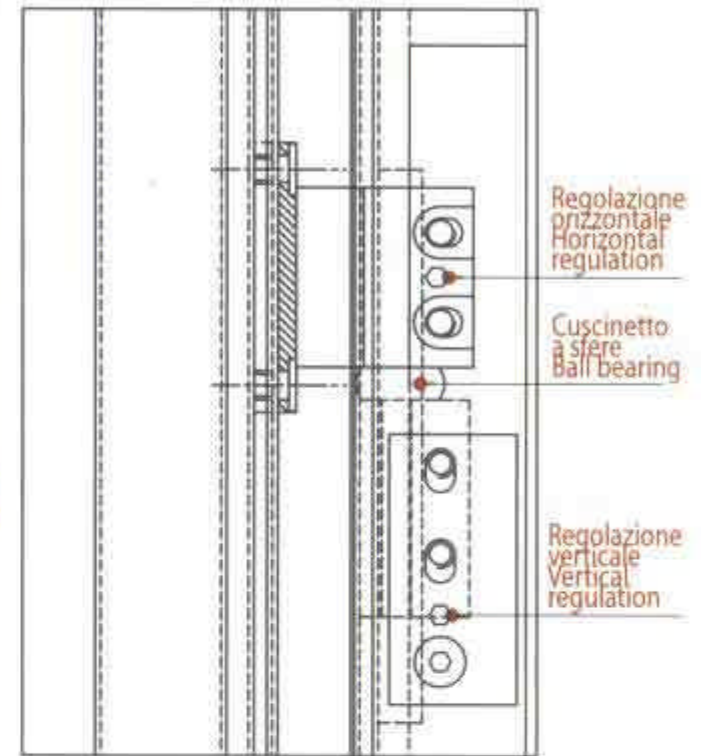 Regolazione
orizzontale
Horizontal
regulation
Cuscinetto
a sfere
Ball bearing
Regolazione
verticale
Vertical
regulation